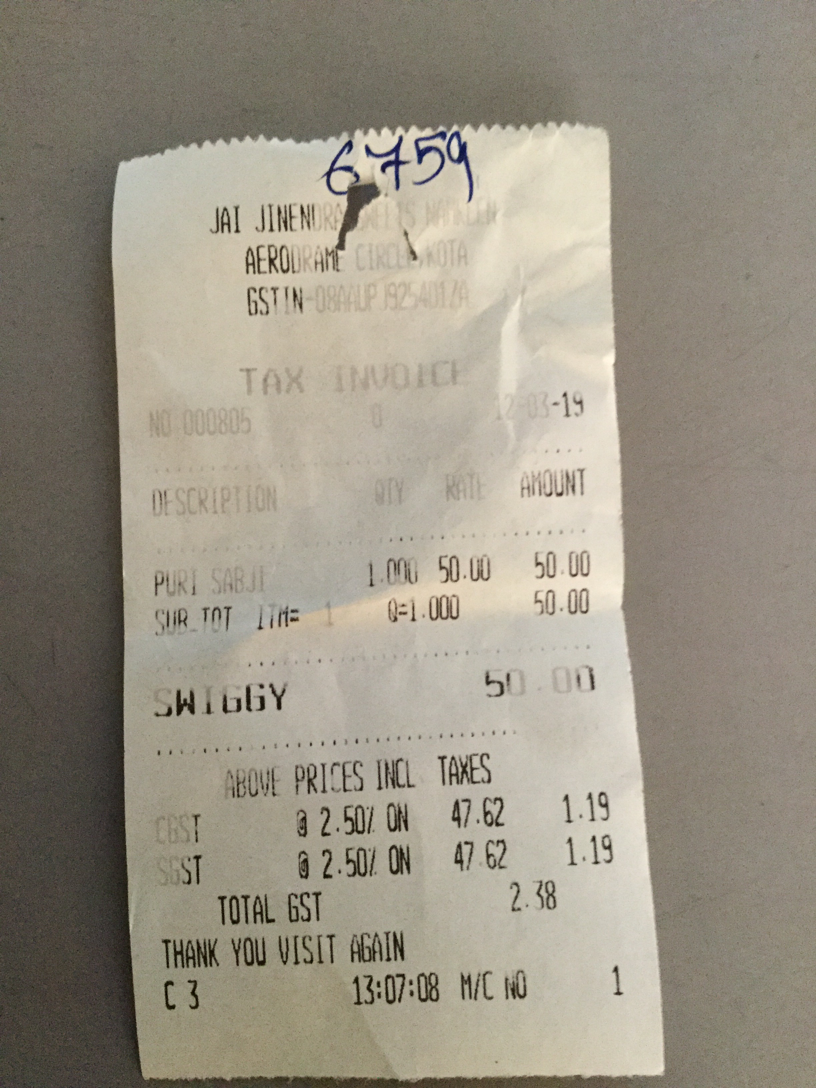 6759
JAI JINENDRA
AERODRAME CIRCLE, KOTA
GSTIN
TAX INVOICE
NO 000805 0 12-03-19
DESCRIPTION QTY RATE AMOUNT
PURI SABJI 1.000 50.00 50.00
SUB_TOT ITM= 1 Q=1.000 50.00
SWIGGY 50.00
ABOVE PRICES INCL TAXES
CGST @ 2.50% ON 47.62 1.19
SGST @ 2.50% ON 47.62 1.19
TOTAL GST 2.38
THANK YOU VISIT AGAIN
C 3 13:07:08 M/C NO 1